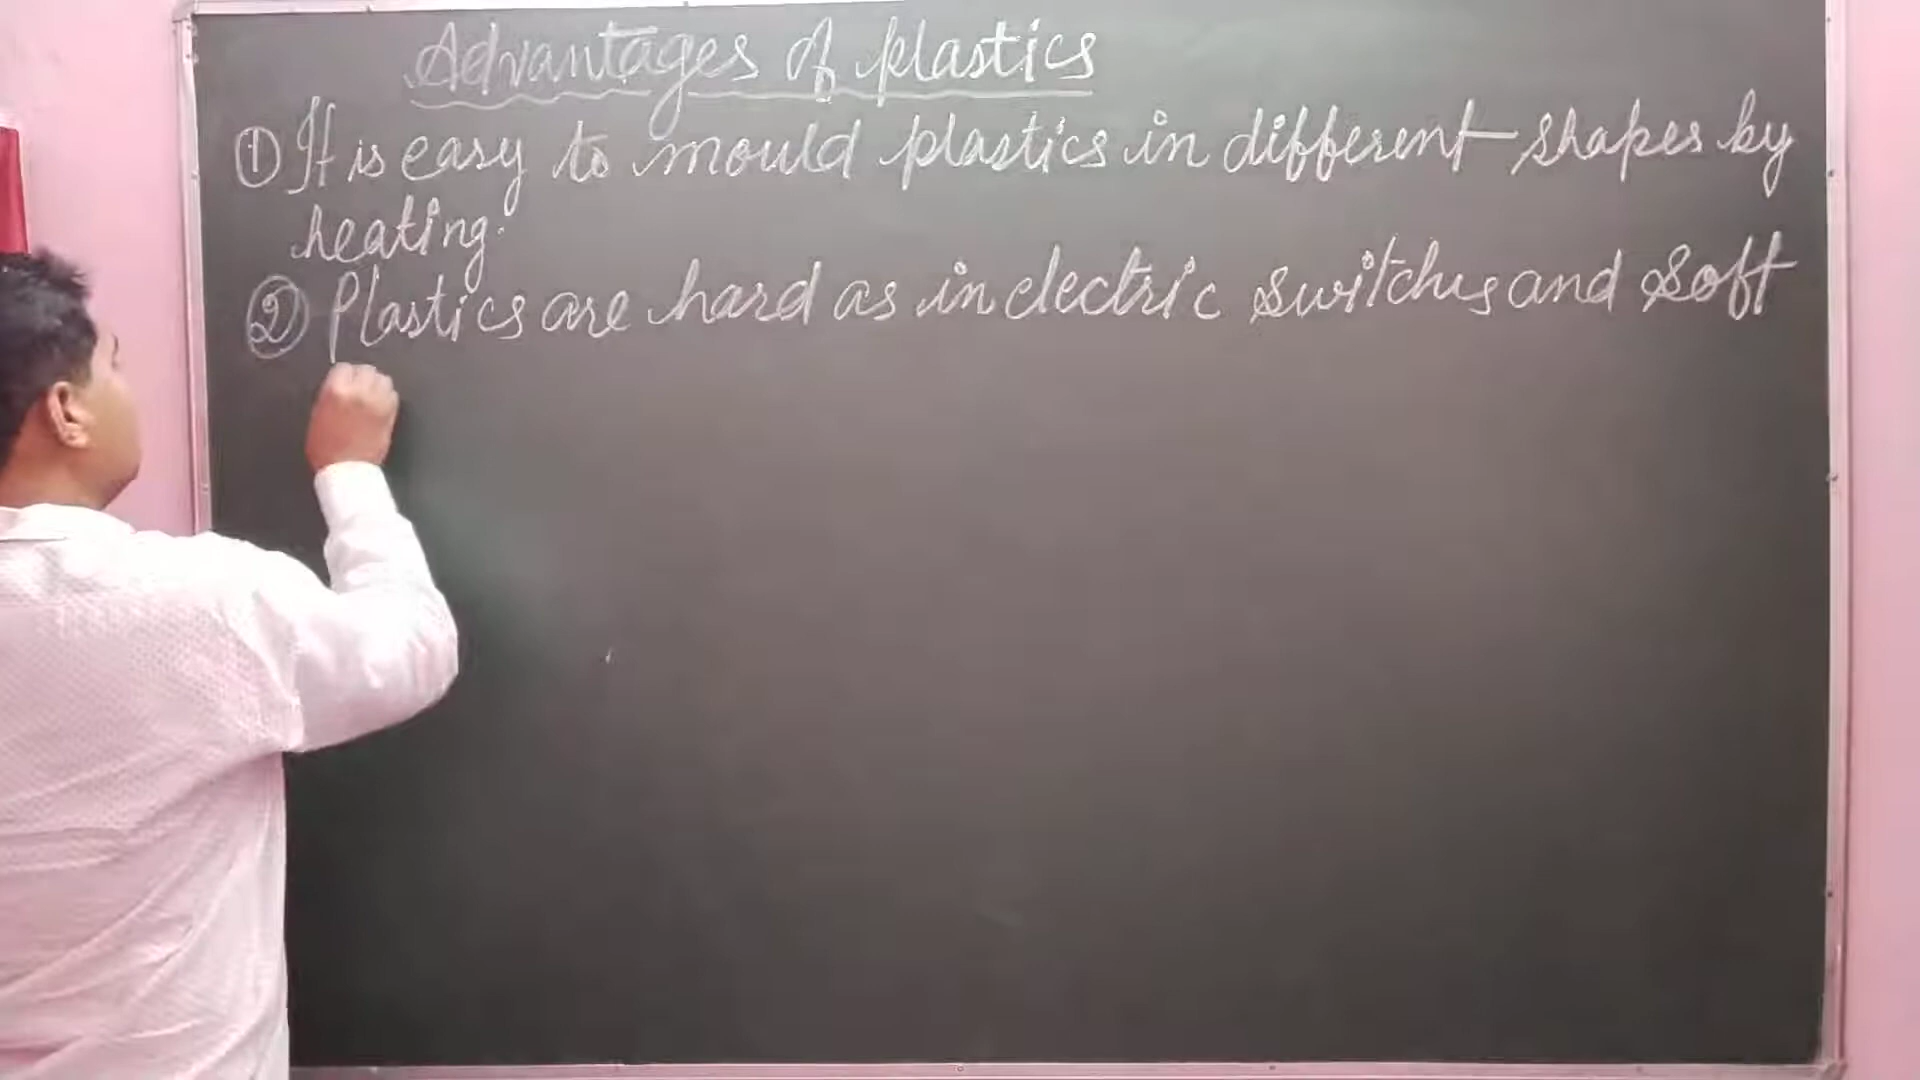 Advantages of plastics
① It is easy to mould plastics in different shapes by
heating.
② Plastics are hard as in electric switches and soft